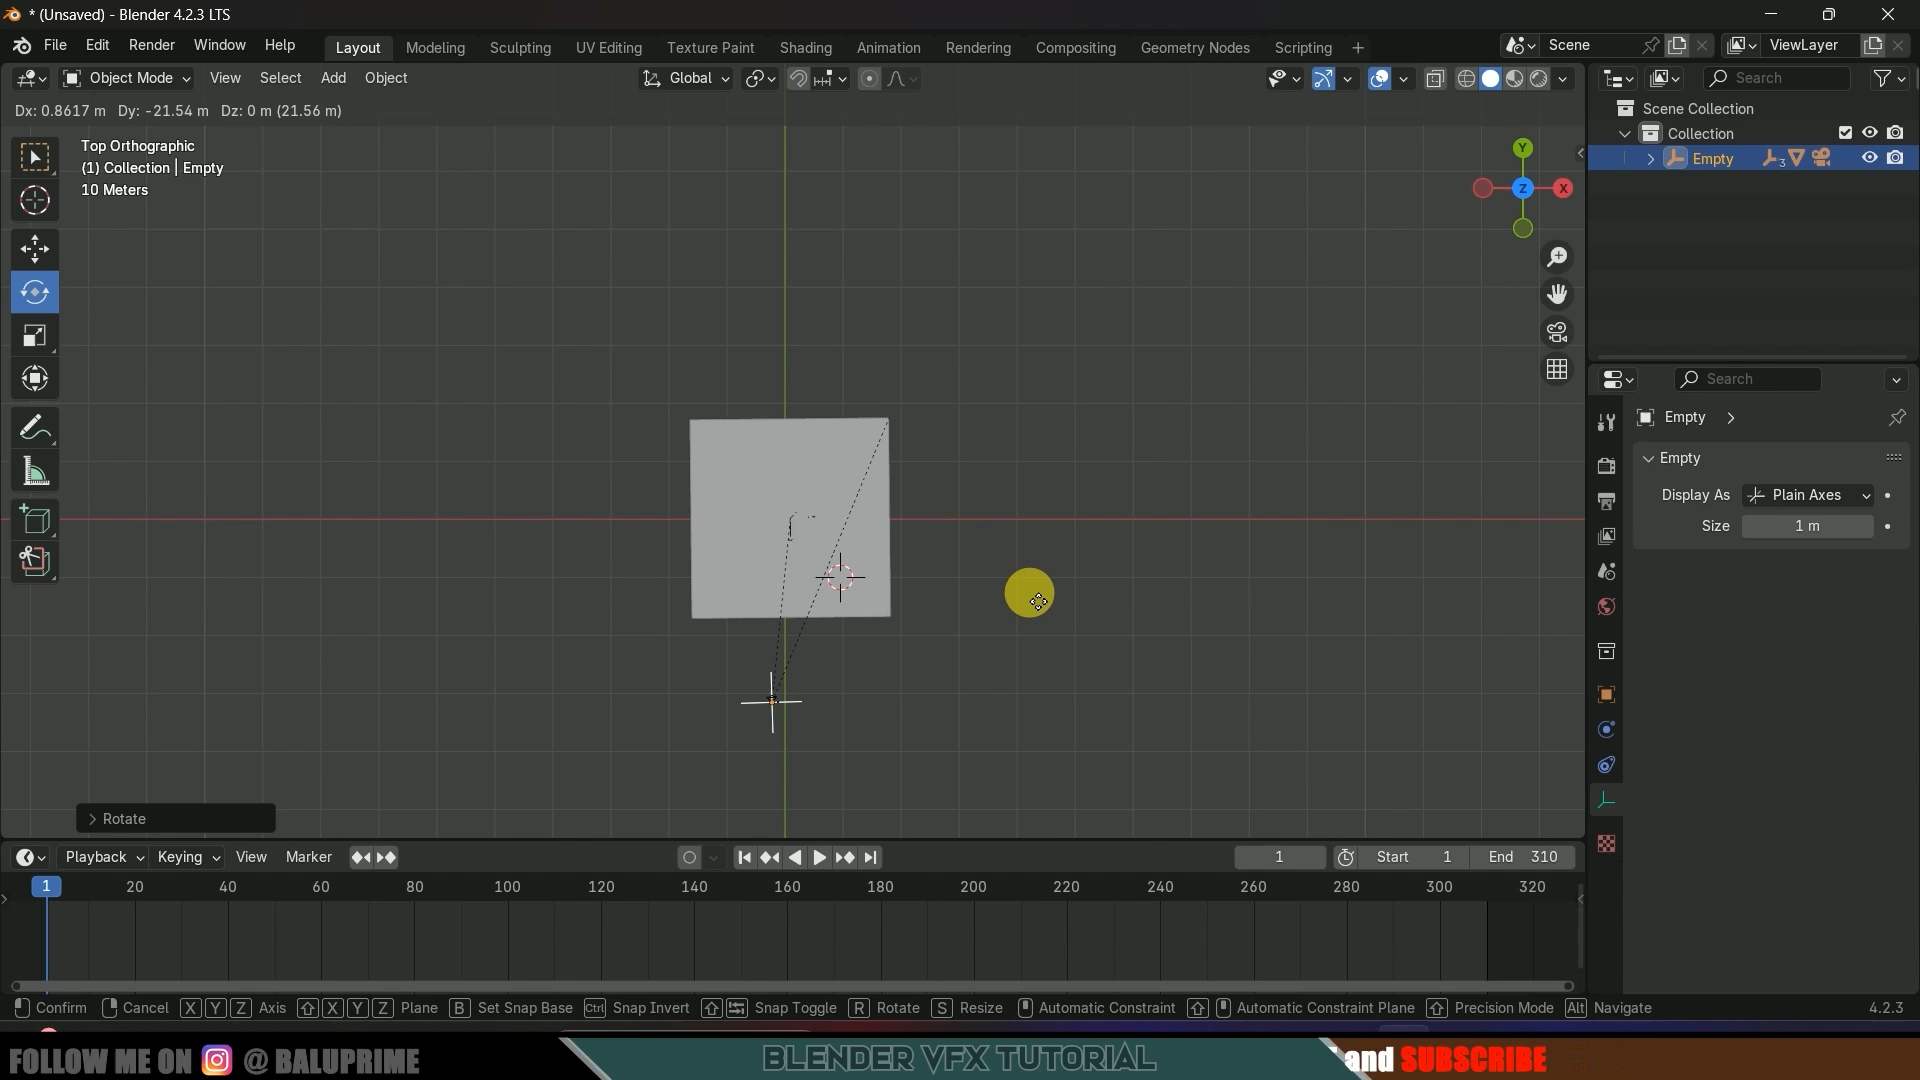 * (Unsaved) - Blender 4.2.3 LTS
File Edit Render Window Help
Layout Modeling Sculpting UV Editing Texture Paint Shading Animation Rendering Compositing Geometry Nodes Scripting +
Scene
ViewLayer
Object Mode View Select Add Object
Global
Search
Dx: 0.8617 m Dy: -21.54 m Dz: 0 m (21.56 m)
Scene Collection
Collection
Empty 3
Top Orthographic
(1) Collection | Empty
10 Meters
Y
Z
X
Search
Empty
Empty
Display As Plain Axes
Size 1 m
Rotate
Playback Keying View Marker
1
Start 1 End 310
1 20 40 60 80 100 120 140 160 180 200 220 240 260 280 300 320
Confirm Cancel X Y Z Axis X Y Z Plane B Set Snap Base Ctrl Snap Invert Snap Toggle R Rotate S Resize Automatic Constraint Automatic Constraint Plane Precision Mode Alt Navigate 4.2.3
FOLLOW ME ON @ BALUPRIME
BLENDER VFX TUTORIAL
and SUBSCRIBE